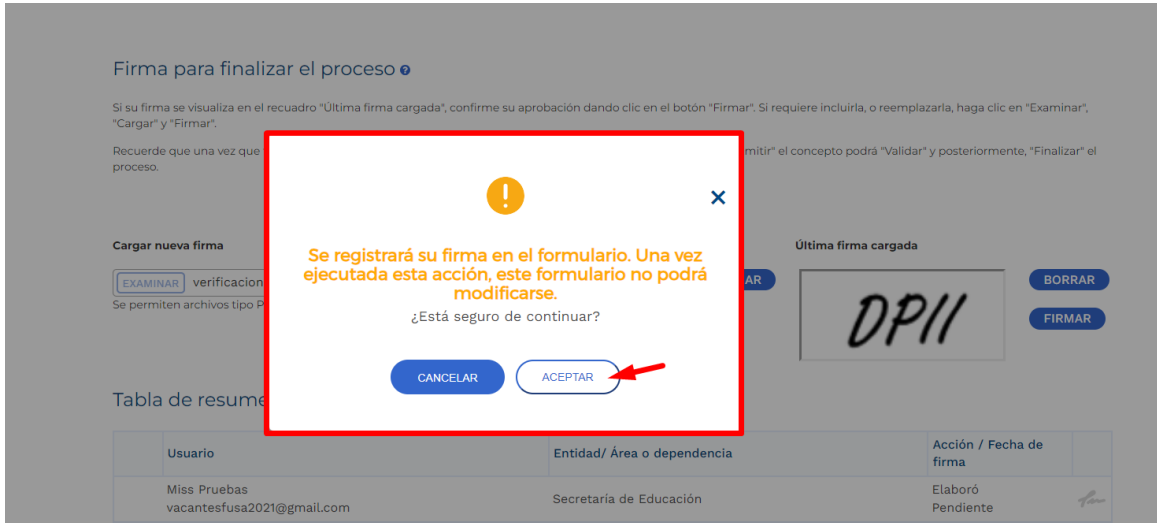 Firma para finalizar el proceso
Si su firma se visualiza en el recuadro "Última firma cargada", confirme su aprobación dando clic en el botón "Firmar". Si requiere incluirla, o reemplazarla, haga clic en "Examinar",
"Cargar" y "Firmar".
Recuerde que una vez que
mitir" el concepto podrá "Validar" y posteriormente, "Finalizar" el
proceso.
Se registrará su firma en el formulario. Una vez
ejecutada esta acción, este formulario no podrá
modificarse.
¿Está seguro de continuar?
CANCELAR
ACEPTAR
Cargar nueva firma
EXAMINAR verificacion
Se permiten archivos tipo P
AR
Última firma cargada
DPII
BORRAR
FIRMAR
Tabla de resume
Usuario
Entidad/ Área o dependencia
Acción / Fecha de
firma
Miss Pruebas
vacantesfusa2021@gmail.com
Secretaría de Educación
Elaboró
Pendiente